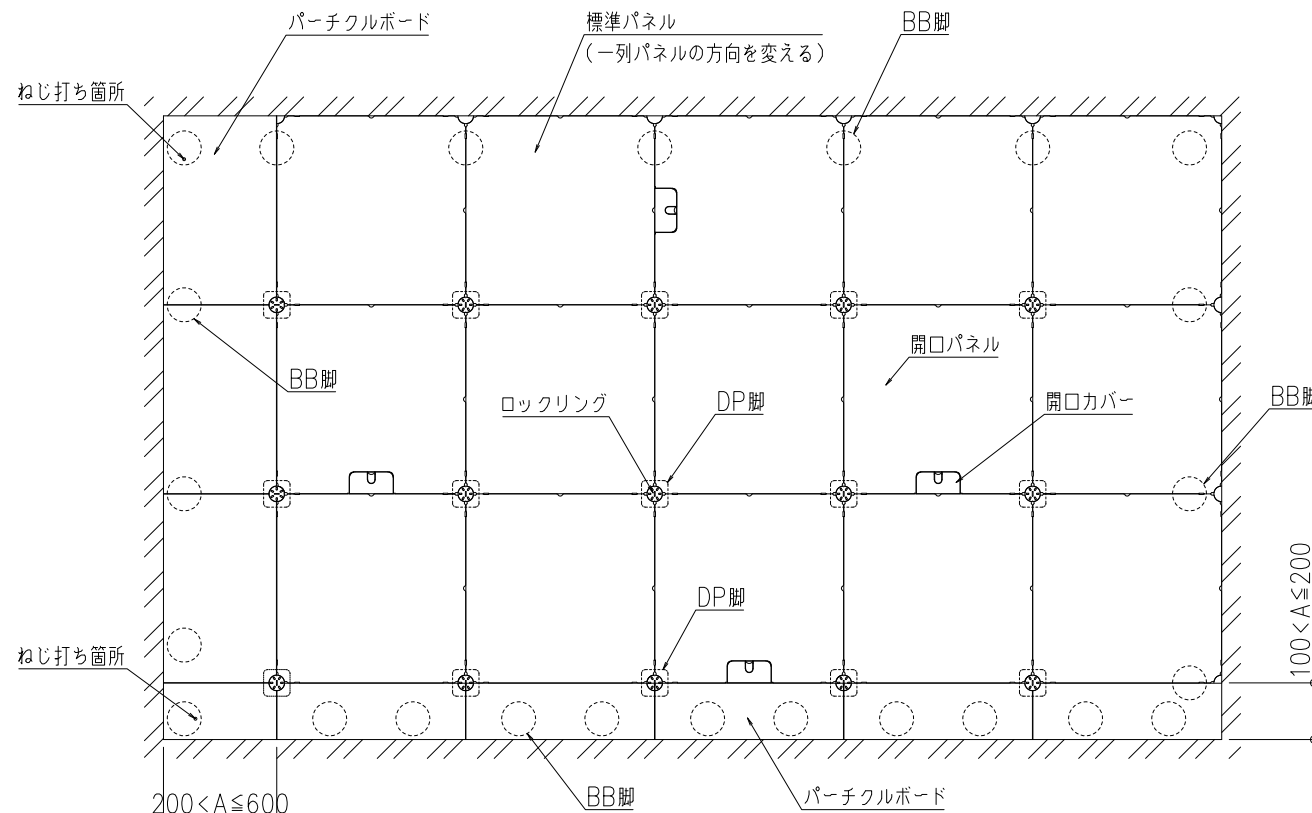 パーチクルボード
標準パネル
（一列パネルの方向を変える）
BB脚
ねじ打ち箇所
開口パネル
BB脚
ロックリング
DP脚
開口カバー
BB脚
DP脚
100<A≦200
ねじ打ち箇所
200<A≦600
BB脚
パーチクルボード